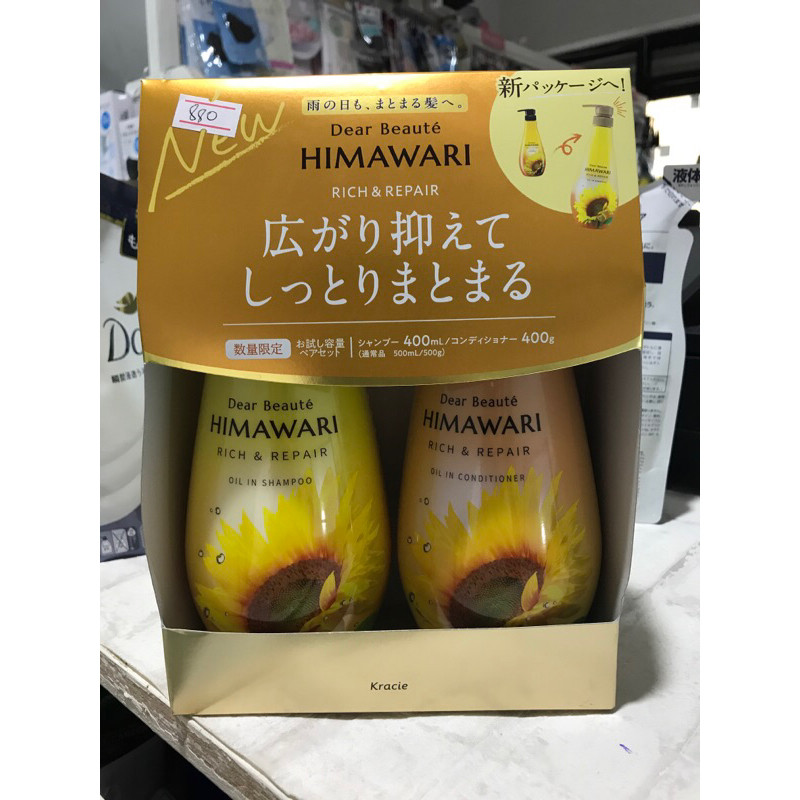 New
880
雨の日も、まとまる髪へ。
新パッケージへ!
Dear Beauté
HIMAWARI
RICH & REPAIR
広がり抑えて
しっとりまとまる
数量限定
お試し容量
ペアセット
シャンプー 400mL/コンディショナー 400g
(通常品 500mL/500g)
Dear Beauté
HIMAWARI
RICH & REPAIR
OIL IN SHAMPOO
Dear Beauté
HIMAWARI
RICH & REPAIR
OIL IN CONDITIONER
Kracie
液体